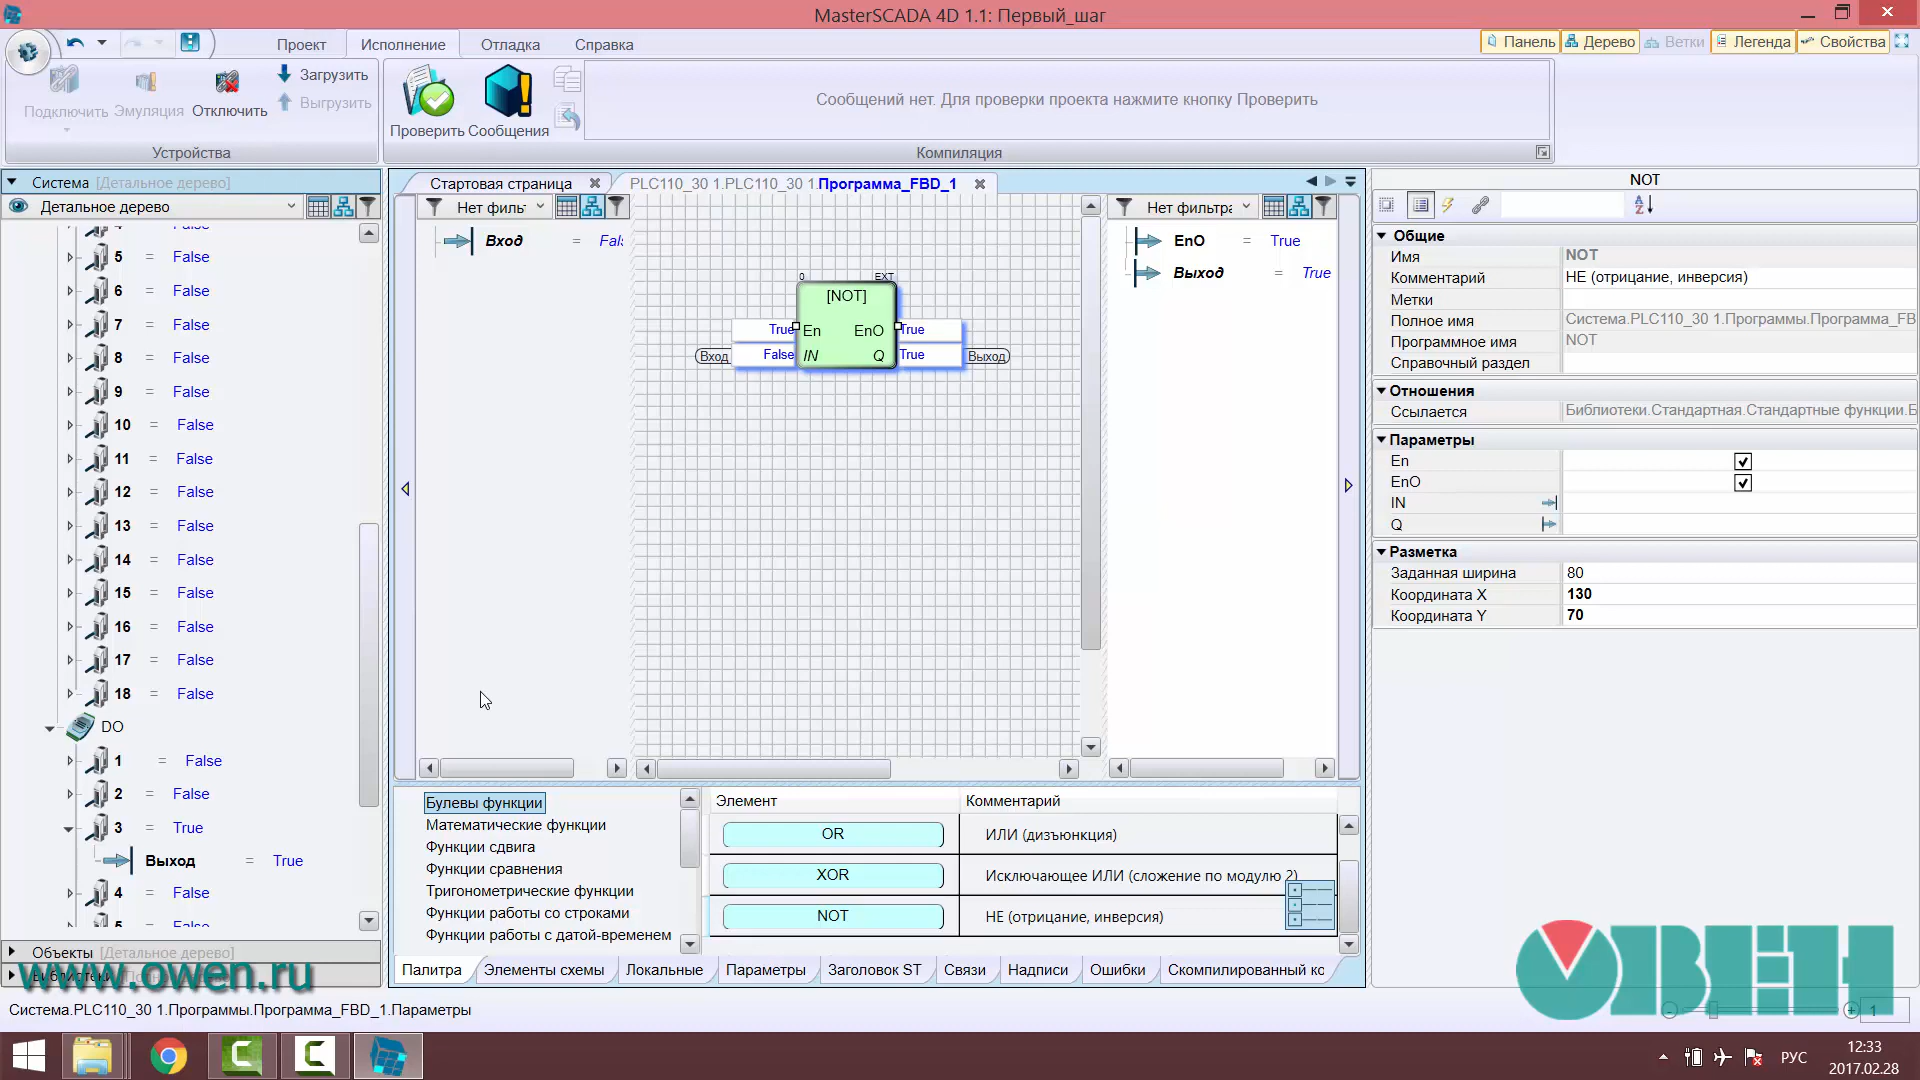 MasterSCADA 4D 1.1: Первый_шаг
Проект
Исполнение
Отладка
Справка
Панель
Дерево
Ветки
Легенда
Свойства
Подключить
Эмуляция
Отключить
Загрузить
Выгрузить
Устройства
Проверить
Сообщения
Сообщений нет. Для проверки проекта нажмите кнопку Проверить
Компиляция
Система [Детальное дерево]
Детальное дерево
5 = False
6 = False
7 = False
8 = False
9 = False
10 = False
11 = False
12 = False
13 = False
14 = False
15 = False
16 = False
17 = False
18 = False
DO
1 = False
2 = False
3 = True
Выход = True
4 = False
5 = False
Объекты [Детальное дерево]
www.owen.ru
Стартовая страница
PLC110_30 1.PLC110_30 1.Программа_FBD_1
Нет филь
Вход = Fals
0 EXT
[NOT]
True En EnO True
Вход False IN Q True Выход
Нет фильтра
EnO = True
Выход = True
Булевы функции
Математические функции
Функции сдвига
Функции сравнения
Тригонометрические функции
Функции работы со строками
Функции работы с датой-временем
Элемент Комментарий
OR ИЛИ (дизъюнкция)
XOR Исключающее ИЛИ (сложение по модулю 2)
NOT НЕ (отрицание, инверсия)
Палитра
Элементы схемы
Локальные
Параметры
Заголовок ST
Связи
Надписи
Ошибки
Скомпилированный ко
NOT
Общие
Имя NOT
Комментарий НЕ (отрицание, инверсия)
Метки
Полное имя Система.PLC110_30 1.Программы.Программа_FB
Программное имя NOT
Справочный раздел
Отношения
Ссылается Библиотеки.Стандартная.Стандартные функции.Б
Параметры
En
EnO
IN
Q
Разметка
Заданная ширина 80
Координата X 130
Координата Y 70
ОВЕН
1
Система.PLC110_30 1.Программы.Программа_FBD_1.Параметры
РУС
12:33
2017.02.28